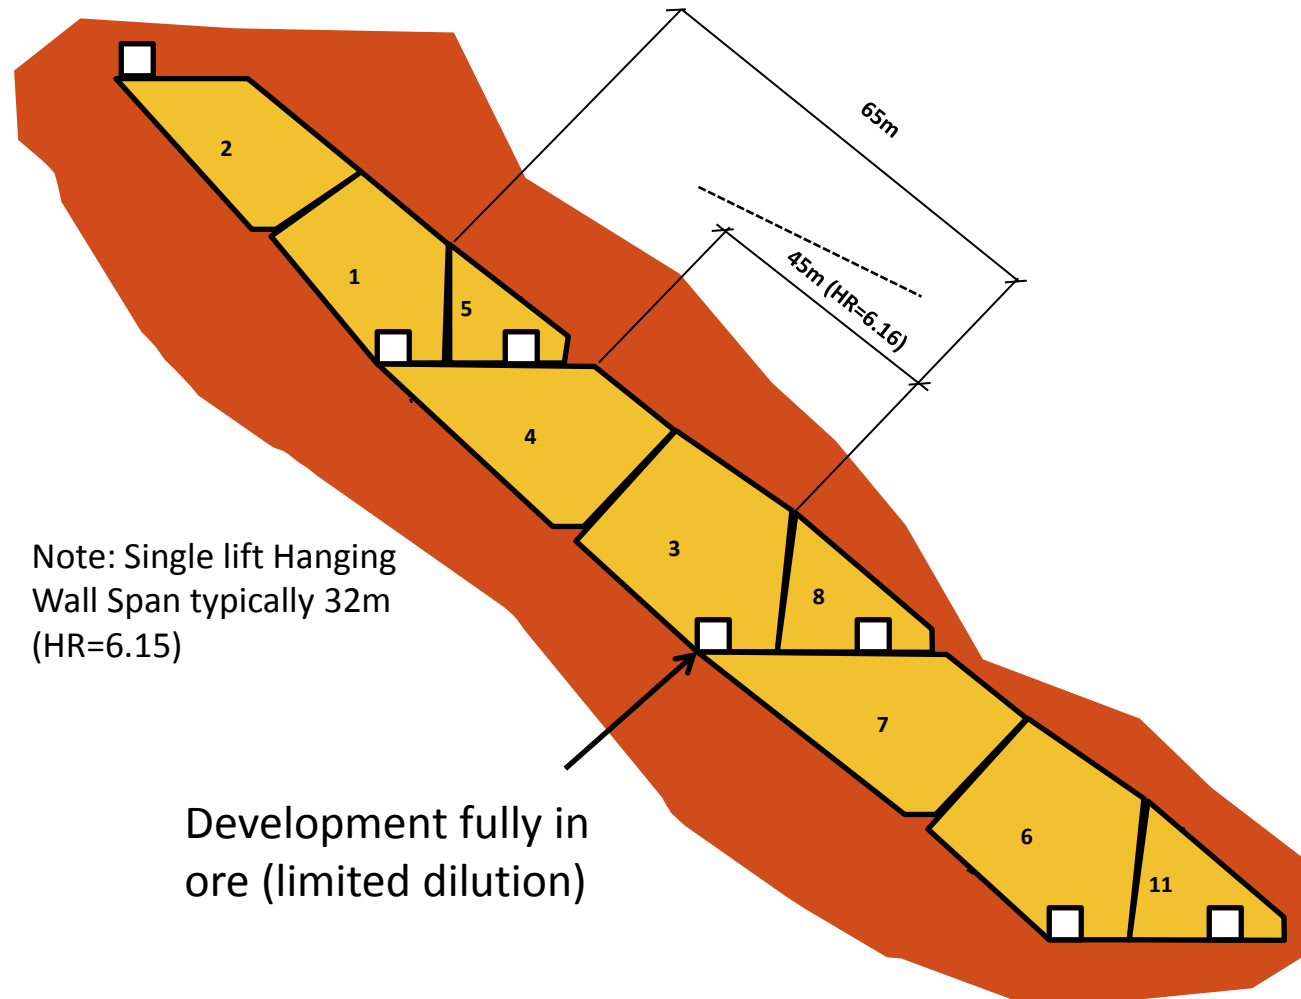 65m
2
45m (HR=6.16)
1
5
4
Note: Single lift Hanging
Wall Span typically 32m
(HR=6.15)
3
8
7
Development fully in
ore (limited dilution)
6
11